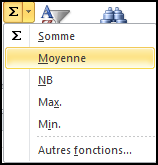 Σ
Σ Somme
Moyenne
NB
Max.
Min.
Autres fonctions...